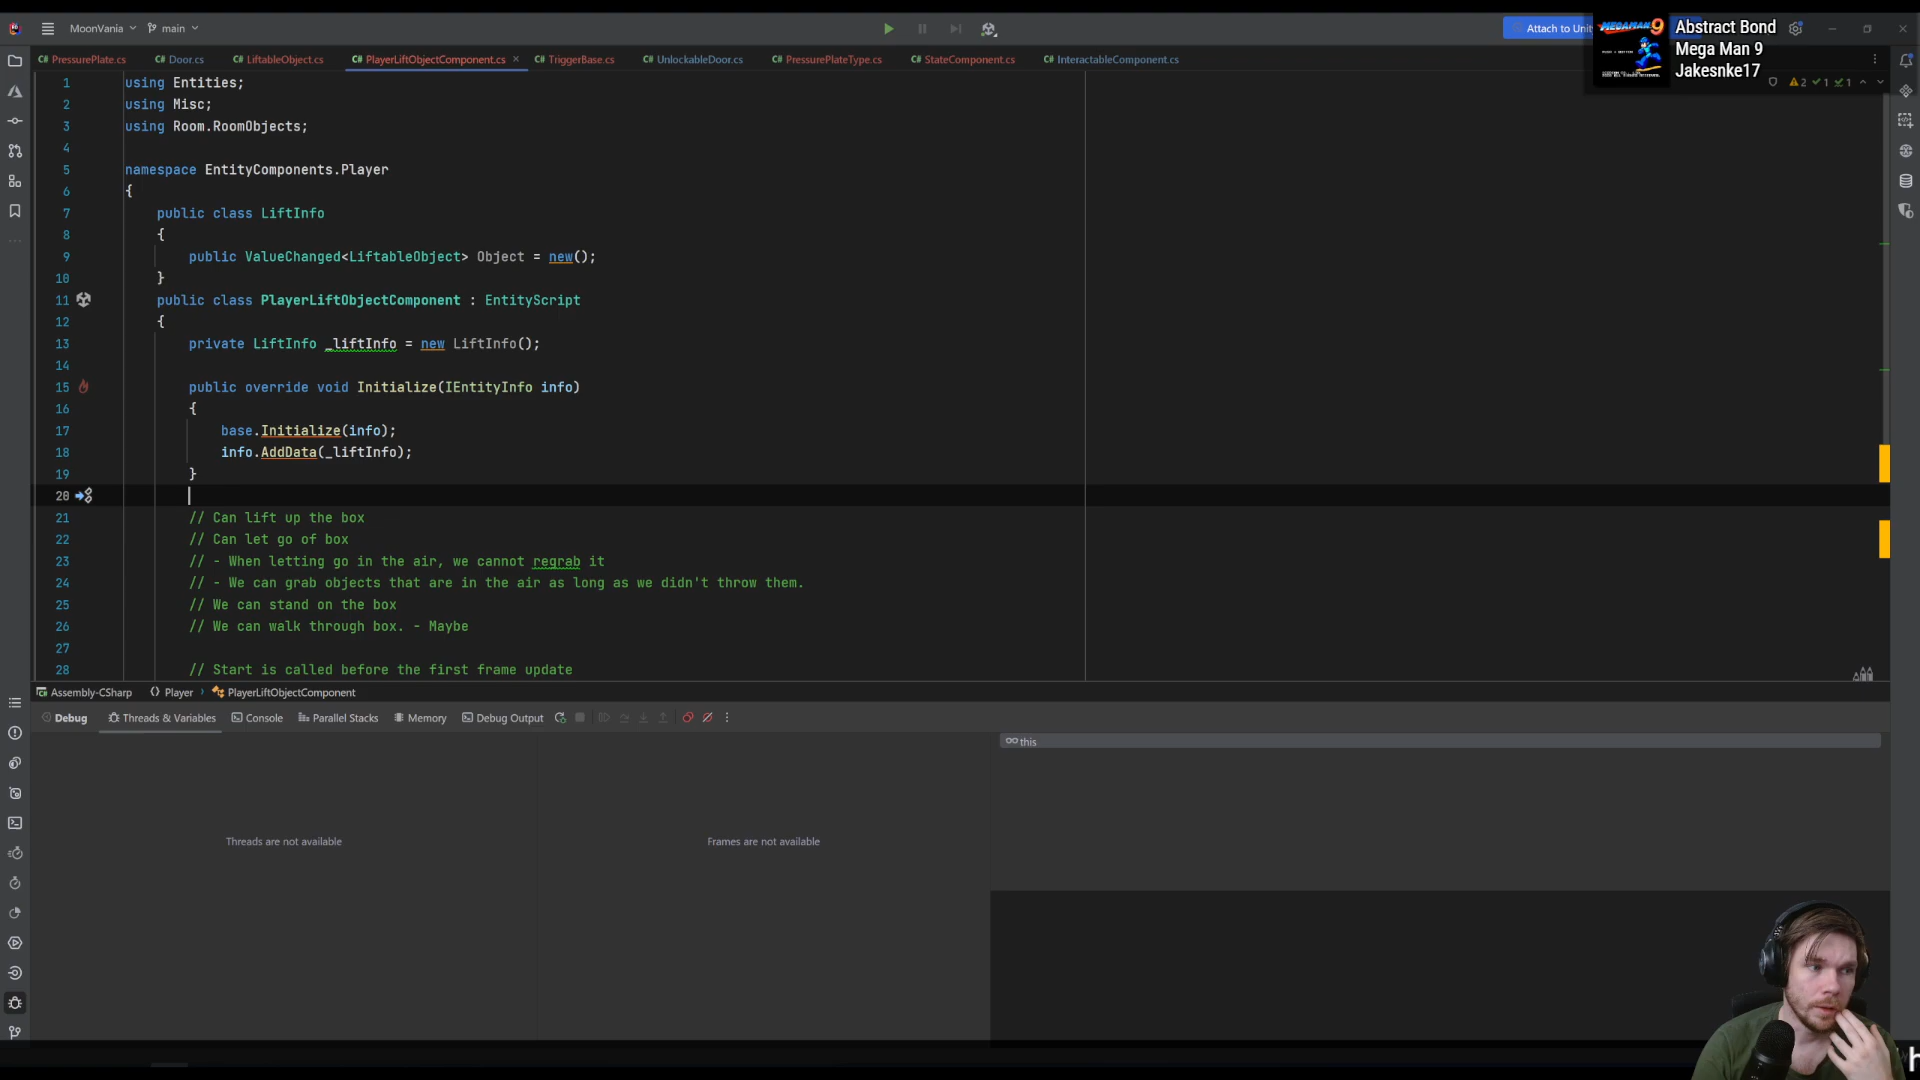 MoonVania
main
Attach to Unit
MEGAMAN 9
Abstract Bond
Mega Man 9
Jakesnke17
C# PressurePlate.cs
C# Door.cs
C# LiftableObject.cs
C# PlayerLiftObjectComponent.cs
C# TriggerBase.cs
C# UnlockableDoor.cs
C# PressurePlateType.cs
C# StateComponent.cs
C# InteractableComponent.cs
2 1 1
1 using Entities;
2 using Misc;
3 using Room.RoomObjects;
4
5 namespace EntityComponents.Player
6 {
7 public class LiftInfo
8 {
9 public ValueChanged<LiftableObject> Object = new();
10 }
11 public class PlayerLiftObjectComponent : EntityScript
12 {
13 private LiftInfo _liftInfo = new LiftInfo();
14
15 public override void Initialize(IEntityInfo info)
16 {
17 base.Initialize(info);
18 info.AddData(_liftInfo);
19 }
20
21 // Can lift up the box
22 // Can let go of box
23 // - When letting go in the air, we cannot regrab it
24 // - We can grab objects that are in the air as long as we didn't throw them.
25 // We can stand on the box
26 // We can walk through box. - Maybe
27
28 // Start is called before the first frame update
Assembly-CSharp
Player
PlayerLiftObjectComponent
Debug
Threads & Variables
Console
Parallel Stacks
Memory
Debug Output
this
Threads are not available
Frames are not available